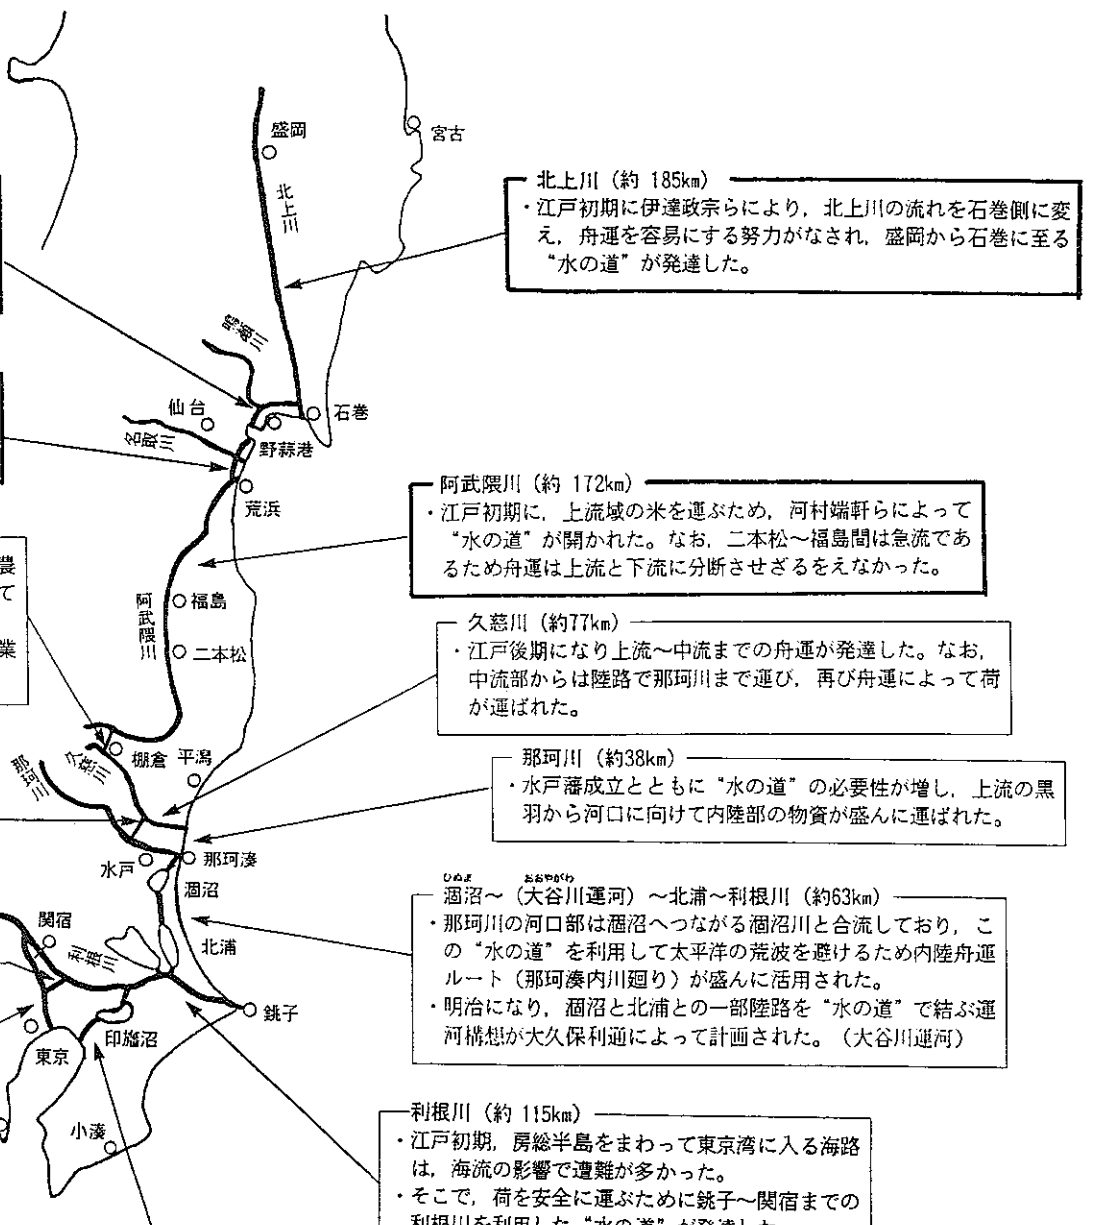 盛岡
宮古
北上川
北上川（約 185km）
・江戸初期に伊達政宗らにより，北上川の流れを石巻側に変
え，舟運を容易にする努力がなされ，盛岡から石巻に至る
“水の道”が発達した。
鳴瀬川
仙台
石巻
名取川
野蒜港
荒浜
阿武隈川（約 172km）
・江戸初期に，上流域の米を運ぶため，河村端軒らによって
“水の道”が開かれた。なお，二本松～福島間は急流であ
るため舟運は上流と下流に分断させざるをえなかった。
農
て
業
阿武隈川
福島
二本松
久慈川（約77km）
・江戸後期になり上流～中流までの舟運が発達した。なお，
中流部からは陸路で那珂川まで運び，再び舟運によって荷
が運ばれた。
那珂川
久慈川
棚倉
平潟
那珂川（約38km）
・水戸藩成立とともに“水の道”の必要性が増し，上流の黒
羽から河口に向けて内陸部の物資が盛んに運ばれた。
水戸
那珂湊
涸沼
ひぬま おおやがわ
涸沼～（大谷川運河）～北浦～利根川（約63km）
・那珂川の河口部は涸沼へつながる涸沼川と合流しており，こ
の“水の道”を利用して太平洋の荒波を避けるため内陸舟運
ルート（那珂湊内川廻り）が盛んに活用された。
・明治になり，涸沼と北浦との一部陸路を“水の道”で結ぶ運
河構想が大久保利通によって計画された。（大谷川運河）
関宿
利根川
北浦
銚子
印旛沼
東京
小湊
利根川（約 115km）
・江戸初期，房総半島をまわって東京湾に入る海路
は，海流の影響で遭難が多かった。
・そこで，荷を安全に運ぶために銚子～関宿までの
利根川を利用した“水の道”が発達した。